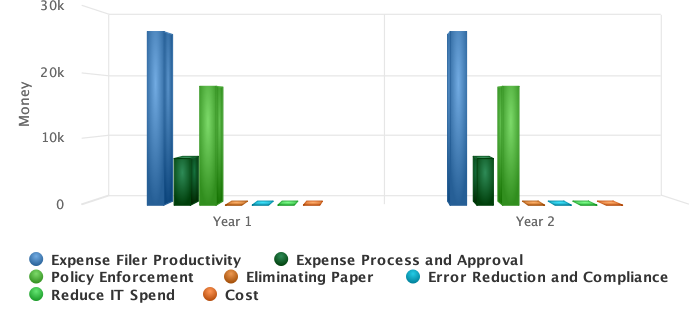 30k
20k
10k
0
Money
Year 1 Year 2
Expense Filer Productivity Expense Process and Approval
Policy Enforcement Eliminating Paper Error Reduction and Compliance
Reduce IT Spend Cost